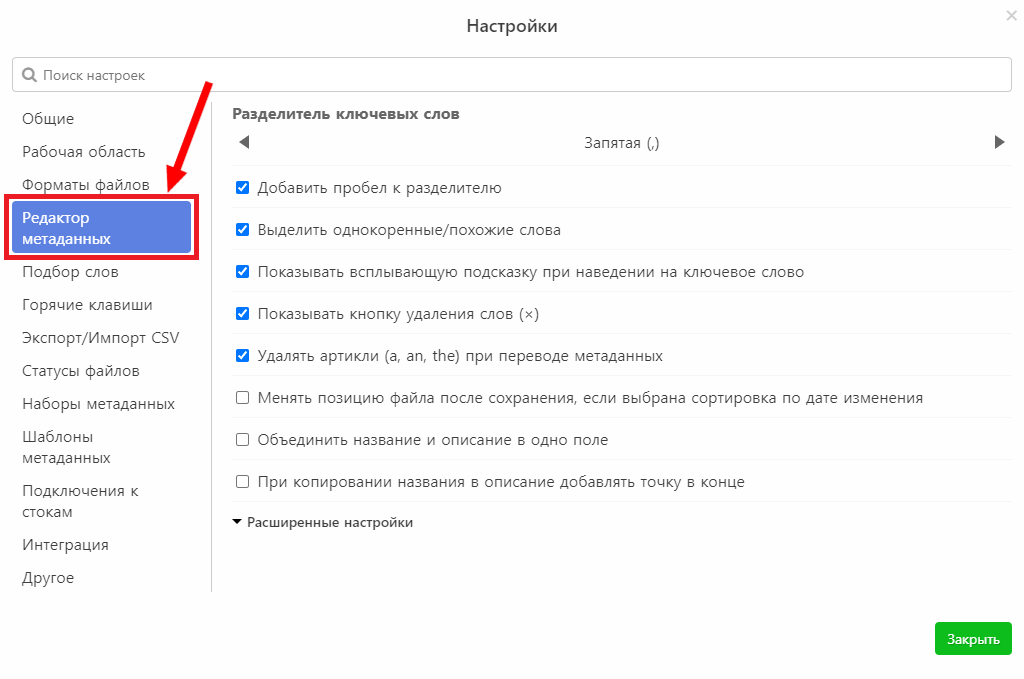 Настройки
Поиск настроек
Общие
Рабочая область
Форматы файлов
Редактор
метаданных
Подбор слов
Горячие клавиши
Экспорт/Импорт CSV
Статусы файлов
Наборы метаданных
Шаблоны
метаданных
Подключения к
стокам
Интеграция
Другое
Разделитель ключевых слов
Запятая (,)
Добавить пробел к разделителю
Выделить однокоренные/похожие слова
Показывать всплывающую подсказку при наведении на ключевое слово
Показывать кнопку удаления слов (×)
Удалять артикли (a, an, the) при переводе метаданных
Менять позицию файла после сохранения, если выбрана сортировка по дате изменения
Объединить название и описание в одно поле
При копировании названия в описание добавлять точку в конце
Расширенные настройки
Закрыть